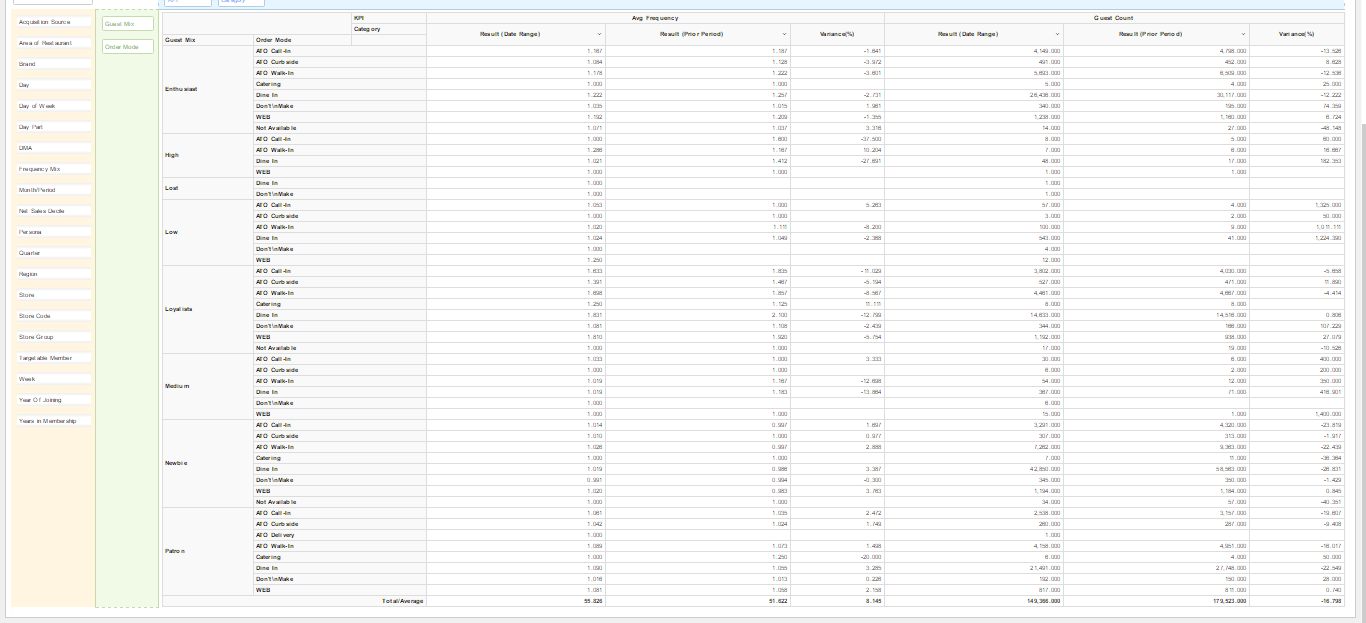 Acquisition Source
Area of Restaurant
Brand
Day
Day of Week
Day Part
DMA
Frequency Mix
Month/Period
Net Sales Decile
Persona
Quarter
Region
Store
Store Code
Store Group
Targetable Member
Week
Year Of Joining
Years in Membership
Guest Mix
Order Mode
KPI Avg Frequency Guest Count
Category Result (Date Range) Result (Prior Period) Variance(%) Result (Date Range) Result (Prior Period) Variance(%)
Guest Mix Order Mode
Enthusiast
ATO Call-In 1.167 1.187 -1.641 4,149.000 4,798.000 -13.526
ATO Curbside 1.084 1.128 -3.972 491.000 452.000 8.628
ATO Walk-In 1.178 1.222 -3.601 5,693.000 6,509.000 -12.536
Catering 1.000 1.000 5.000 4.000 25.000
Dine In 1.222 1.257 -2.731 26,436.000 30,117.000 -12.222
Don't\nMake 1.035 1.015 1.961 340.000 195.000 74.359
WEB 1.192 1.209 -1.355 1,238.000 1,160.000 6.724
Not Available 1.071 1.037 3.316 14.000 27.000 -48.148
High
ATO Call-In 1.000 1.600 -37.500 8.000 5.000 60.000
ATO Walk-In 1.286 1.167 10.204 7.000 6.000 16.667
Dine In 1.021 1.412 -27.691 48.000 17.000 182.353
WEB 1.000 1.000 1.000 1.000
Lost
Dine In 1.000 1.000
Don't\nMake 1.000 1.000
Low
ATO Call-In 1.053 1.000 5.263 57.000 4.000 1,325.000
ATO Curbside 1.000 1.000 3.000 2.000 50.000
ATO Walk-In 1.020 1.111 -8.200 100.000 9.000 1,011.111
Dine In 1.024 1.049 -2.388 543.000 41.000 1,224.390
Don't\nMake 1.000 4.000
WEB 1.250 12.000
Loyalists
ATO Call-In 1.633 1.835 -11.029 3,802.000 4,030.000 -5.658
ATO Curbside 1.391 1.467 -5.194 527.000 471.000 11.890
ATO Walk-In 1.698 1.857 -8.567 4,461.000 4,667.000 -4.414
Catering 1.250 1.125 11.111 8.000 8.000
Dine In 1.831 2.100 -12.799 14,633.000 14,516.000 0.806
Don't\nMake 1.081 1.108 -2.439 344.000 166.000 107.229
WEB 1.810 1.920 -5.754 1,192.000 938.000 27.079
Not Available 1.000 1.000 17.000 19.000 -10.526
Medium
ATO Call-In 1.033 1.000 3.333 30.000 6.000 400.000
ATO Curbside 1.000 1.000 6.000 2.000 200.000
ATO Walk-In 1.019 1.167 -12.698 54.000 12.000 350.000
Dine In 1.019 1.183 -13.864 367.000 71.000 416.901
Don't\nMake 1.000 6.000
WEB 1.000 1.000 15.000 1.000 1,400.000
Newbie
ATO Call-In 1.014 0.997 1.697 3,291.000 4,320.000 -23.819
ATO Curbside 1.010 1.000 0.977 307.000 313.000 -1.917
ATO Walk-In 1.026 0.997 2.888 7,262.000 9,363.000 -22.439
Catering 1.000 1.000 7.000 11.000 -36.364
Dine In 1.019 0.986 3.387 42,850.000 58,563.000 -26.831
Don't\nMake 0.991 0.994 -0.300 345.000 350.000 -1.429
WEB 1.020 0.983 3.763 1,194.000 1,184.000 0.845
Not Available 1.000 1.000 34.000 57.000 -40.351
Patron
ATO Call-In 1.061 1.035 2.472 2,538.000 3,157.000 -19.607
ATO Curbside 1.042 1.024 1.749 260.000 287.000 -9.408
ATO Delivery 1.000 1.000
ATO Walk-In 1.089 1.073 1.498 4,158.000 4,951.000 -16.017
Catering 1.000 1.250 -20.000 6.000 4.000 50.000
Dine In 1.090 1.055 3.285 21,491.000 27,748.000 -22.549
Don't\nMake 1.016 1.013 0.226 192.000 150.000 28.000
WEB 1.081 1.058 2.158 817.000 811.000 0.740
Total/Average 55.826 51.622 8.145 149,366.000 179,523.000 -16.798